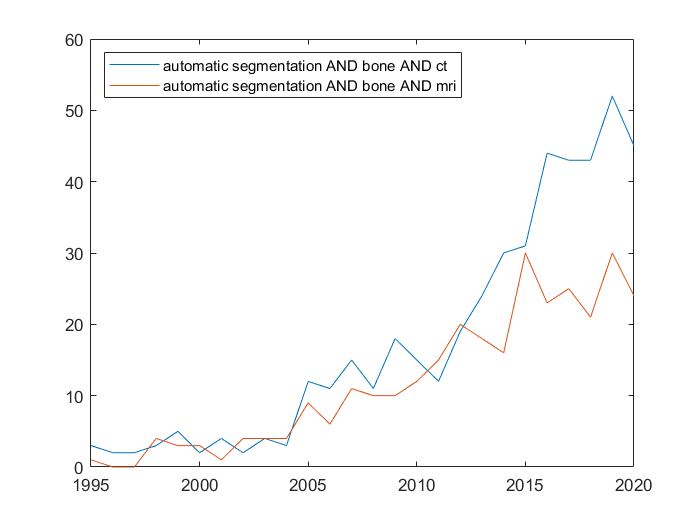 60
automatic segmentation AND bone AND ct
automatic segmentation AND bone AND mri
50
40
30
20
10
0
1995 2000 2005 2010 2015 2020